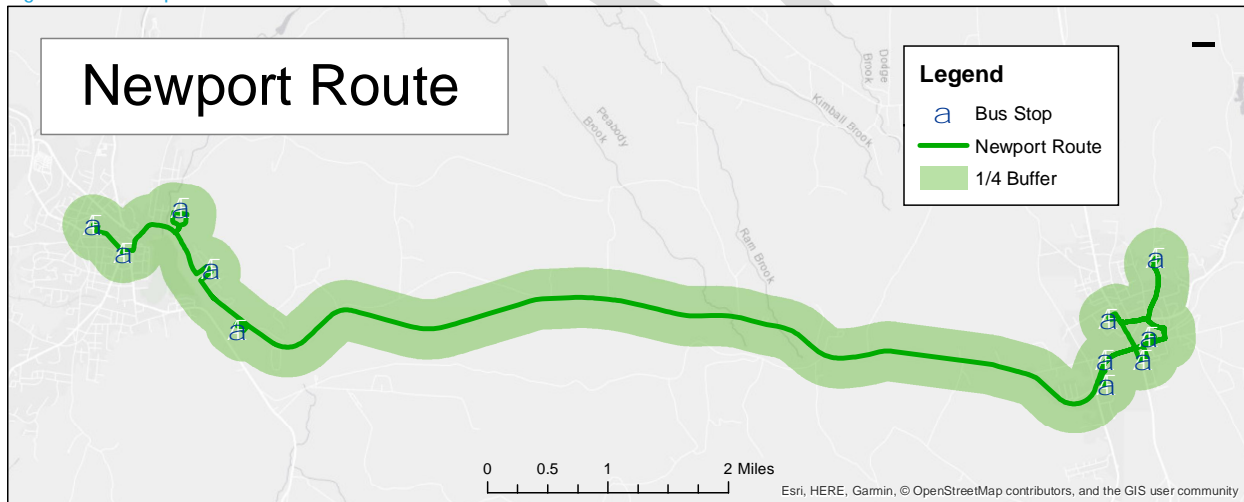 Newport Route
Legend
a Bus Stop
Newport Route
1/4 Buffer
Dodge
Brook
Kimball Brook
Peabody
Brook
Ram Brook
a
a
a
a
a
a
a
a
a
a
a
0 0.5 1 2 Miles
Esri, HERE, Garmin, © OpenStreetMap contributors, and the GIS user community